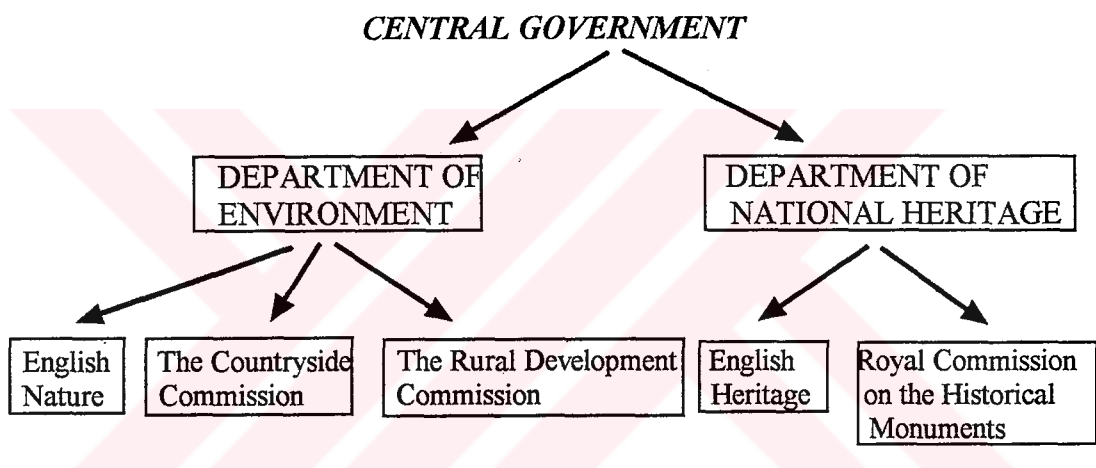 CENTRAL GOVERNMENT
DEPARTMENT OF
ENVIRONMENT
DEPARTMENT OF
NATIONAL HERITAGE
English
Nature
The Countryside
Commission
The Rural Development
Commission
English
Heritage
Royal Commission
on the Historical
Monuments